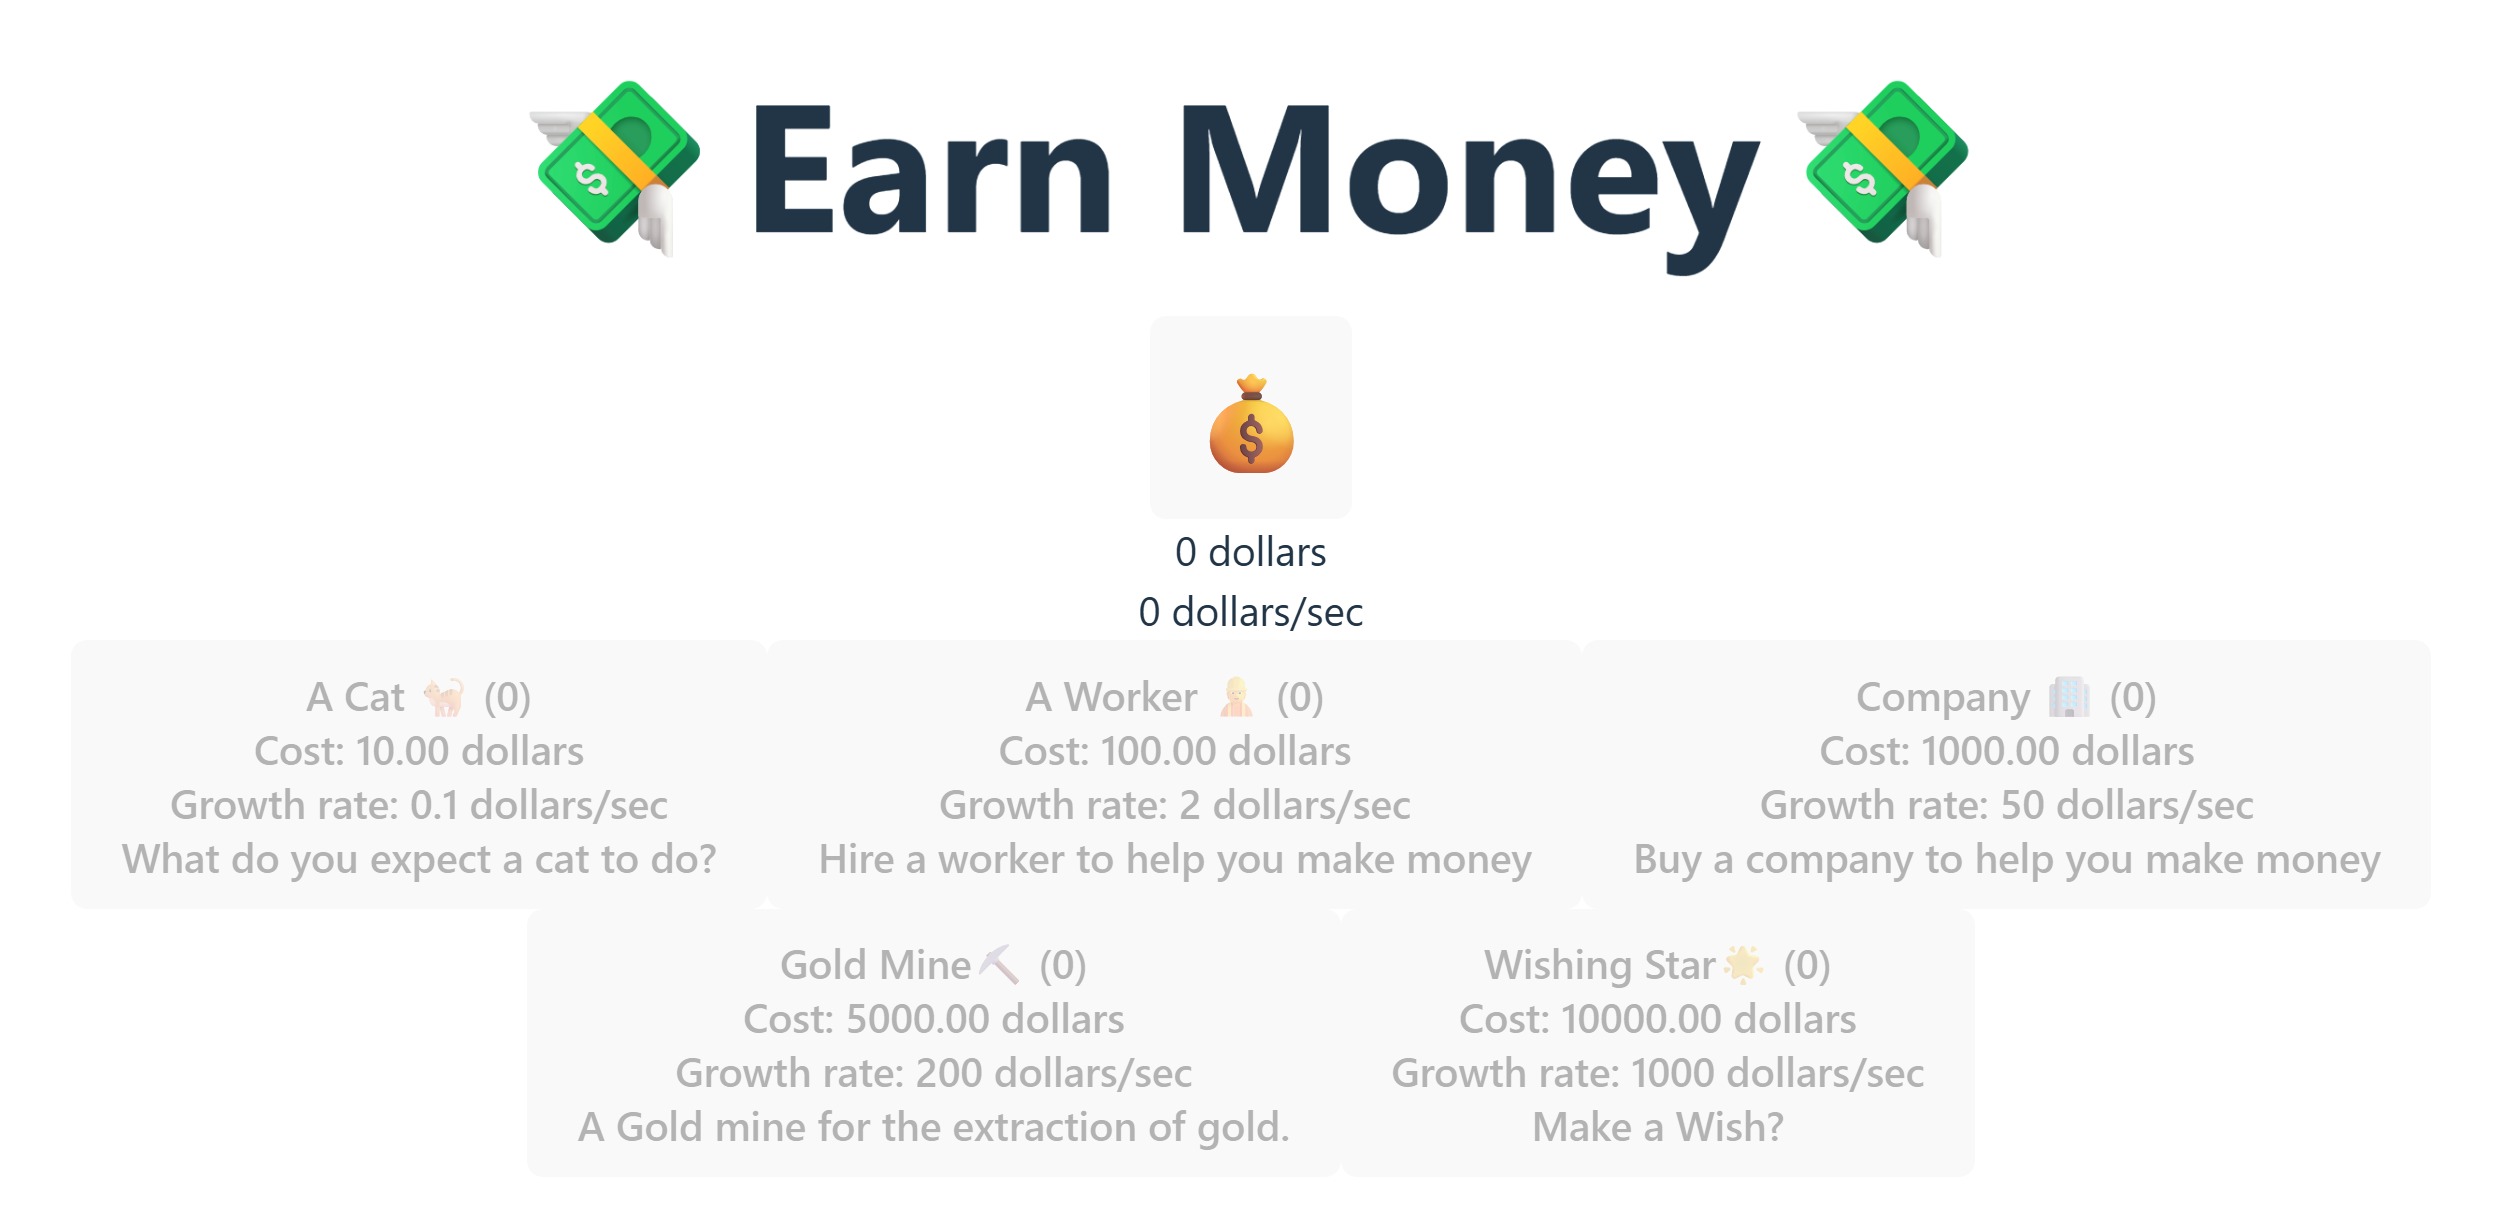 💸 Earn Money 💸
💰
0 dollars
0 dollars/sec
A Cat 🐈 (0)
Cost: 10.00 dollars
Growth rate: 0.1 dollars/sec
What do you expect a cat to do?
A Worker 👷 (0)
Cost: 100.00 dollars
Growth rate: 2 dollars/sec
Hire a worker to help you make money
Company 🏢 (0)
Cost: 1000.00 dollars
Growth rate: 50 dollars/sec
Buy a company to help you make money
Gold Mine⛏️ (0)
Cost: 5000.00 dollars
Growth rate: 200 dollars/sec
A Gold mine for the extraction of gold.
Wishing Star🌟 (0)
Cost: 10000.00 dollars
Growth rate: 1000 dollars/sec
Make a Wish?